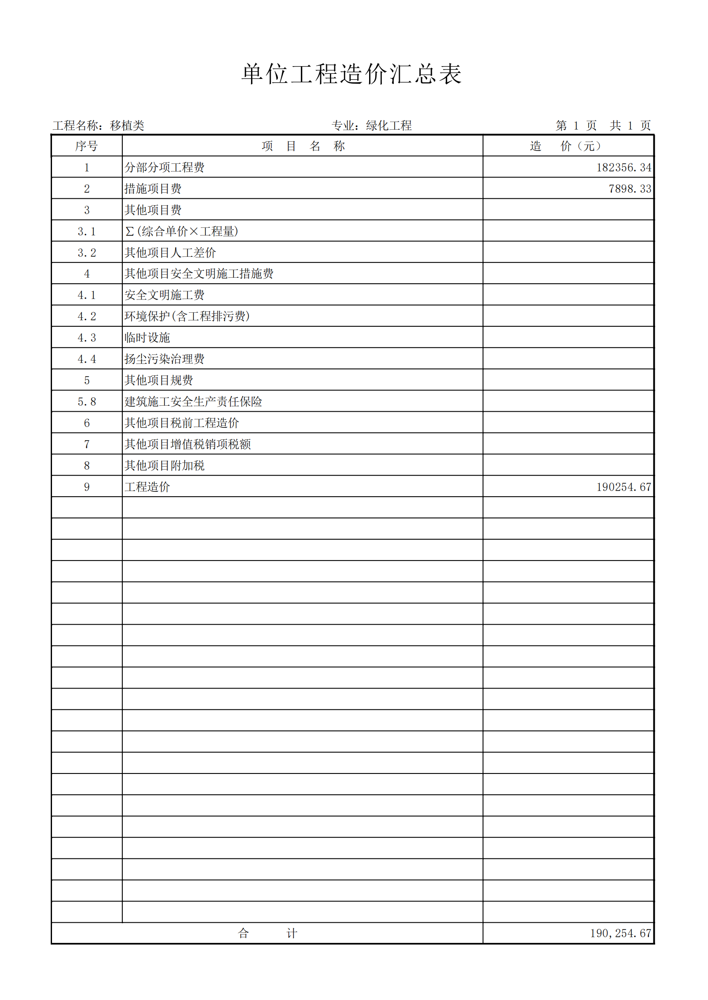 单位工程造价汇总表
工程名称：移植类 专业：绿化工程 第 1 页 共 1 页
序号 项 目 名 称 造 价（元）
1 分部分项工程费 182356.34
2 措施项目费 7898.33
3 其他项目费
3.1 Σ(综合单价×工程量)
3.2 其他项目人工差价
4 其他项目安全文明施工措施费
4.1 安全文明施工费
4.2 环境保护(含工程排污费)
4.3 临时设施
4.4 扬尘污染治理费
5 其他项目规费
5.8 建筑施工安全生产责任保险
6 其他项目税前工程造价
7 其他项目增值税销项税额
8 其他项目附加税
9 工程造价 190254.67
合 计 190,254.67